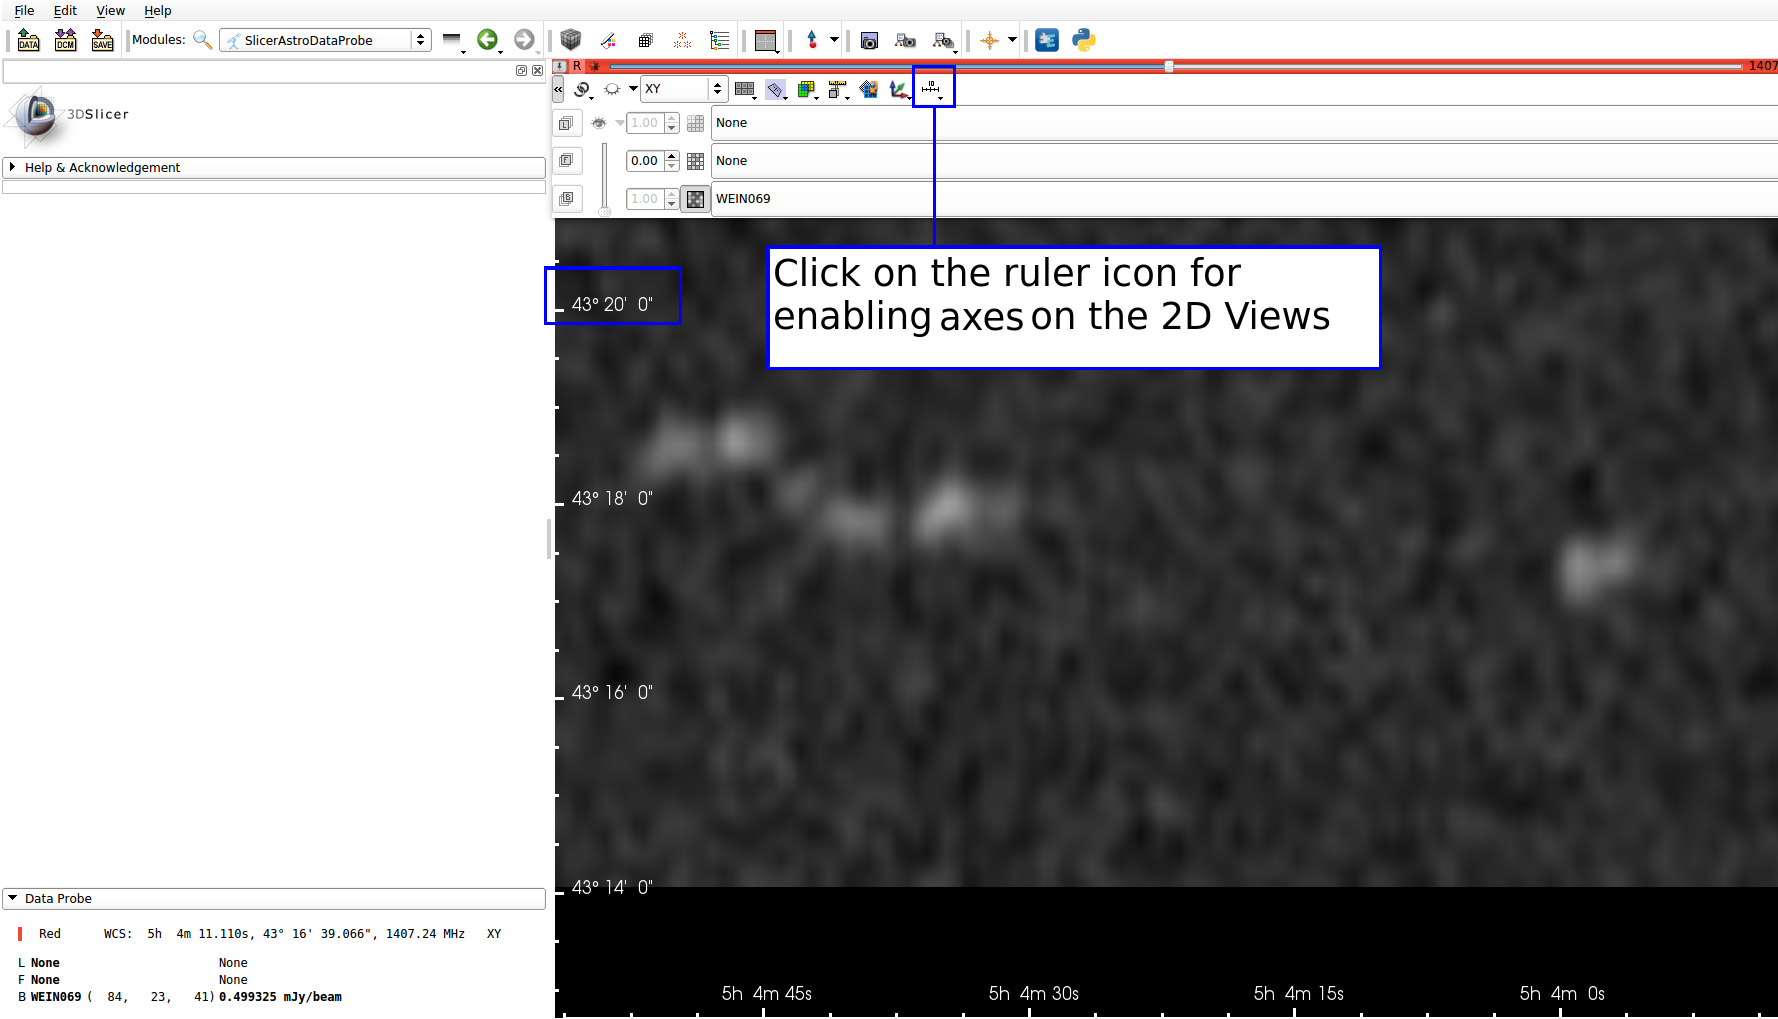 File Edit View Help
DATA DCM SAVE Modules: SlicerAstroDataProbe
R 1407
XY
3DSlicer
L 1.00 None
Help & Acknowledgement
F 0.00 None
B 1.00 WEIN069
Click on the ruler icon for
enabling axes on the 2D Views
43° 20' 0"
43° 18' 0"
43° 16' 0"
43° 14' 0"
Data Probe
Red WCS: 5h 4m 11.110s, 43° 16' 39.066", 1407.24 MHz XY
L None None
F None None
B WEIN069 ( 84, 23, 41) 0.499325 mJy/beam
5h 4m 45s 5h 4m 30s 5h 4m 15s 5h 4m 0s